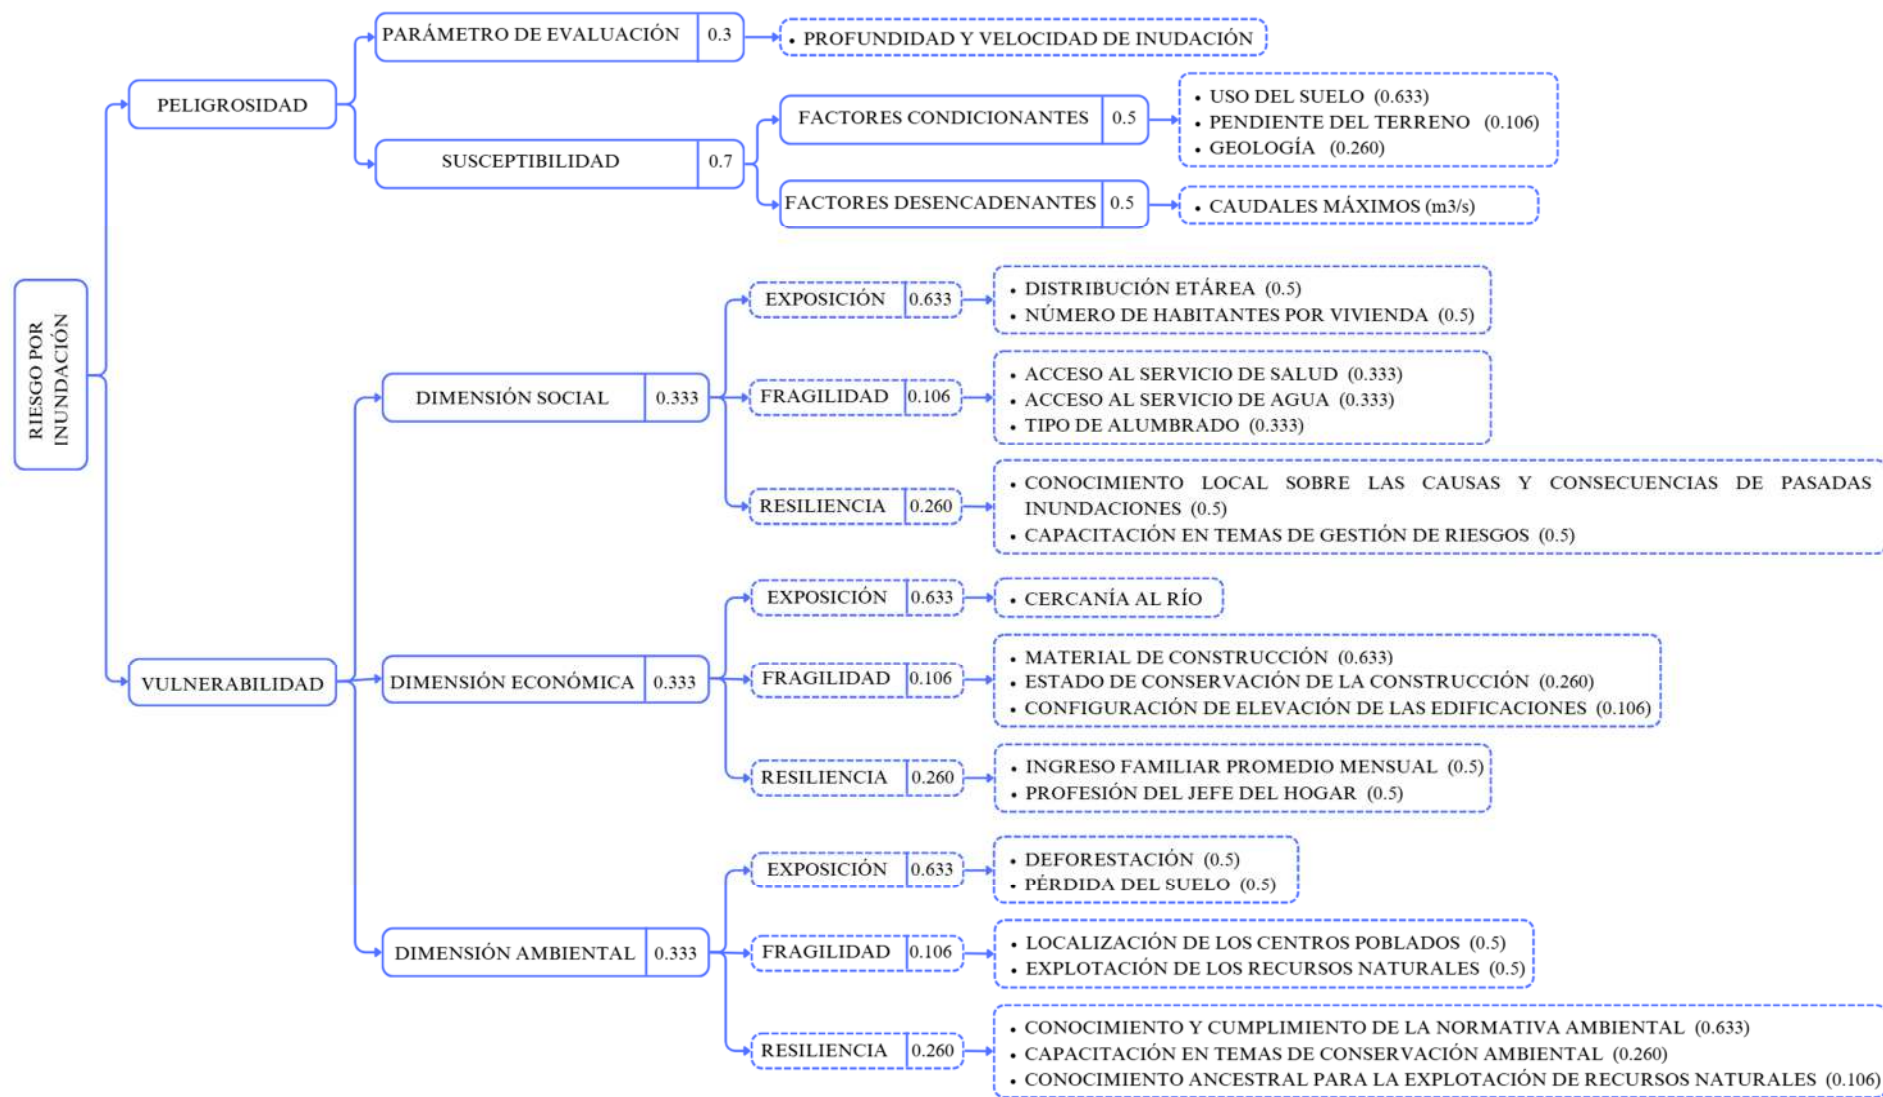 RIESGO POR
INUNDACIÓN
PELIGROSIDAD
PARÁMETRO DE EVALUACIÓN 0.3
• PROFUNDIDAD Y VELOCIDAD DE INUDACIÓN
SUSCEPTIBILIDAD 0.7
FACTORES CONDICIONANTES 0.5
• USO DEL SUELO (0.633)
• PENDIENTE DEL TERRENO (0.106)
• GEOLOGÍA (0.260)
FACTORES DESENCADENANTES 0.5
• CAUDALES MÁXIMOS (m3/s)
VULNERABILIDAD
DIMENSIÓN SOCIAL 0.333
EXPOSICIÓN 0.633
• DISTRIBUCIÓN ETÁREA (0.5)
• NÚMERO DE HABITANTES POR VIVIENDA (0.5)
FRAGILIDAD 0.106
• ACCESO AL SERVICIO DE SALUD (0.333)
• ACCESO AL SERVICIO DE AGUA (0.333)
• TIPO DE ALUMBRADO (0.333)
RESILIENCIA 0.260
• CONOCIMIENTO LOCAL SOBRE LAS CAUSAS Y CONSECUENCIAS DE PASADAS
INUNDACIONES (0.5)
• CAPACITACIÓN EN TEMAS DE GESTIÓN DE RIESGOS (0.5)
DIMENSIÓN ECONÓMICA 0.333
EXPOSICIÓN 0.633
• CERCANÍA AL RÍO
FRAGILIDAD 0.106
• MATERIAL DE CONSTRUCCIÓN (0.633)
• ESTADO DE CONSERVACIÓN DE LA CONSTRUCCIÓN (0.260)
• CONFIGURACIÓN DE ELEVACIÓN DE LAS EDIFICACIONES (0.106)
RESILIENCIA 0.260
• INGRESO FAMILIAR PROMEDIO MENSUAL (0.5)
• PROFESIÓN DEL JEFE DEL HOGAR (0.5)
DIMENSIÓN AMBIENTAL 0.333
EXPOSICIÓN 0.633
• DEFORESTACIÓN (0.5)
• PÉRDIDA DEL SUELO (0.5)
FRAGILIDAD 0.106
• LOCALIZACIÓN DE LOS CENTROS POBLADOS (0.5)
• EXPLOTACIÓN DE LOS RECURSOS NATURALES (0.5)
RESILIENCIA 0.260
• CONOCIMIENTO Y CUMPLIMIENTO DE LA NORMATIVA AMBIENTAL (0.633)
• CAPACITACIÓN EN TEMAS DE CONSERVACIÓN AMBIENTAL (0.260)
• CONOCIMIENTO ANCESTRAL PARA LA EXPLOTACIÓN DE RECURSOS NATURALES (0.106)